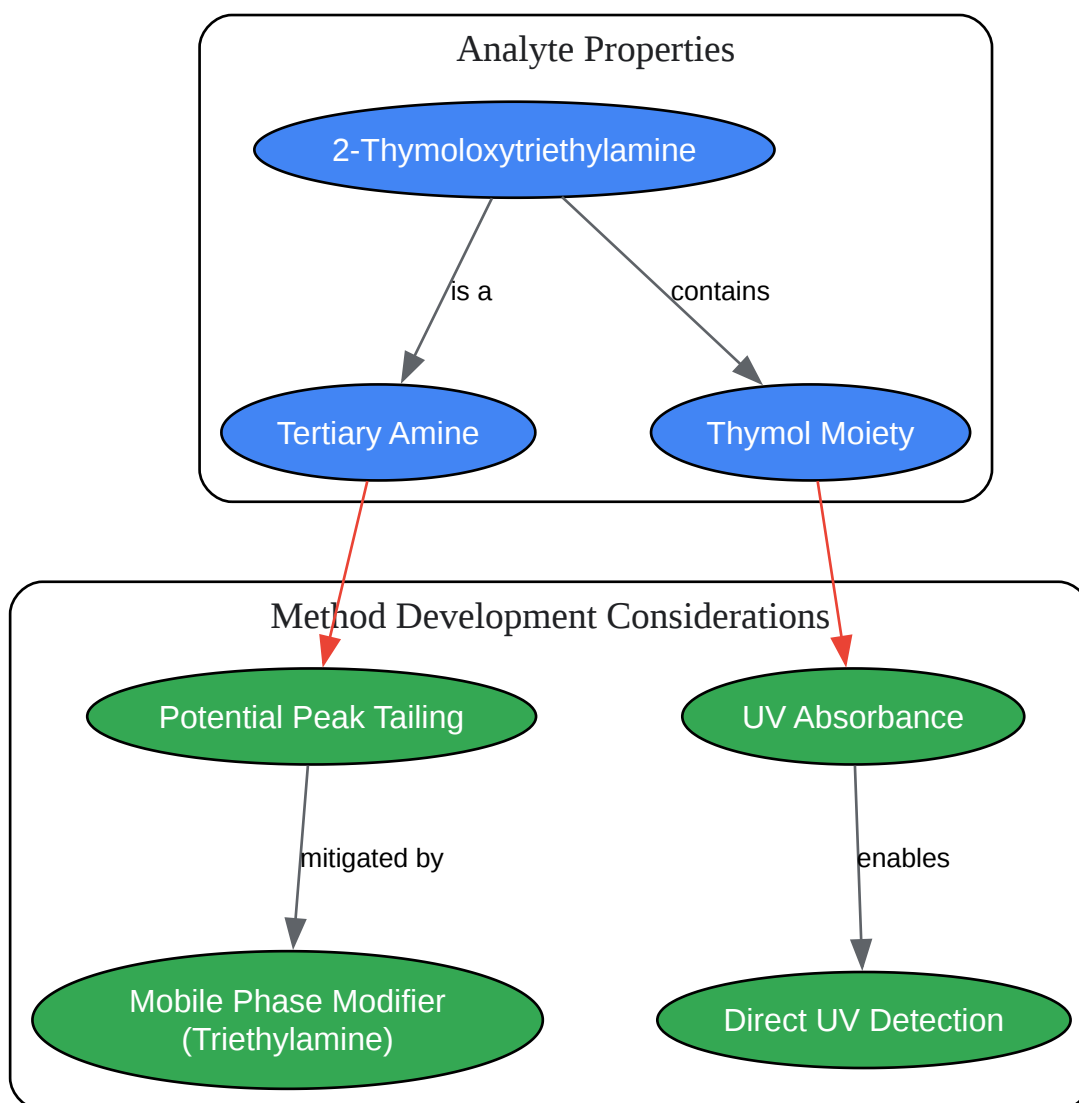 Analyte Properties
2-Thymoloxytriethylamine
is a
contains
Tertiary Amine
Thymol Moiety
Method Development Considerations
Potential Peak Tailing
UV Absorbance
mitigated by
enables
Mobile Phase Modifier
(Triethylamine)
Direct UV Detection